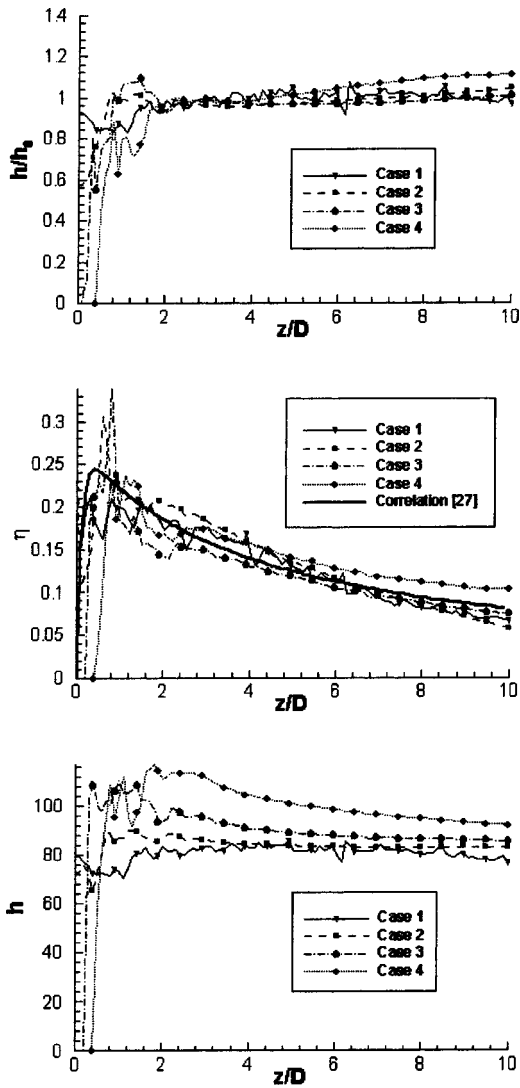 h/h₀
1.4
1.2
1
0.8
0.6
0.4
0.2
0
Case 1
Case 2
Case 3
Case 4
0 2 4 6 8 10
z/D
η
0.3
0.25
0.2
0.15
0.1
0.05
0
Case 1
Case 2
Case 3
Case 4
Correlation [27]
0 2 4 6 8 10
z/D
h
100
80
60
40
20
0
Case 1
Case 2
Case 3
Case 4
0 2 4 6 8 10
z/D